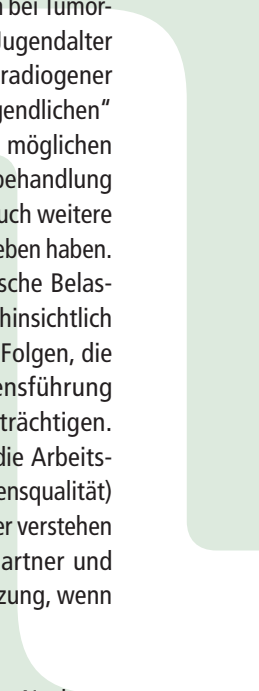 bei Tumor-
Jugendalter
radiogener
gendlichen“
möglichen
behandlung
uch weitere
eben haben.
sche Belas-
hinsichtlich
Folgen, die
ensführung
trächtigen.
die Arbeits-
ensqualität)
er verstehen
artner und
zung, wenn